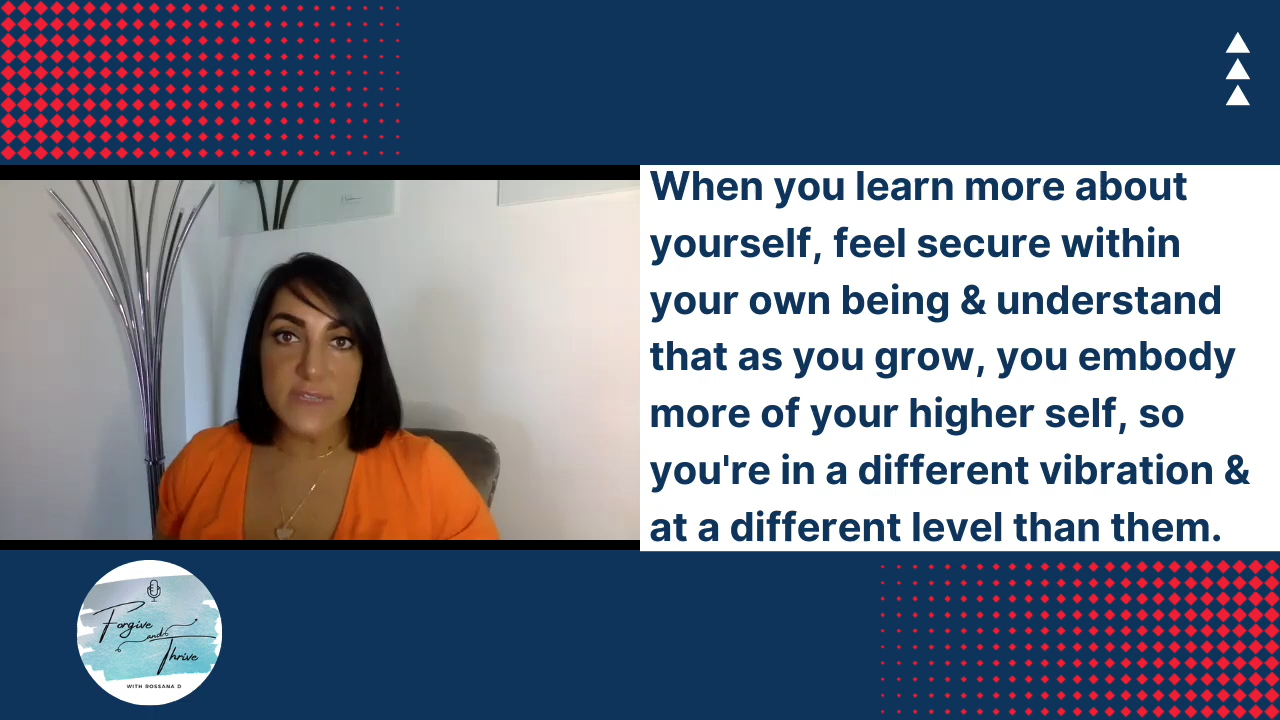 When you learn more about
yourself, feel secure within
your own being & understand
that as you grow, you embody
more of your higher self, so
you're in a different vibration &
at a different level than them.
Forgive
and
Thrive
WITH ROSSANA D